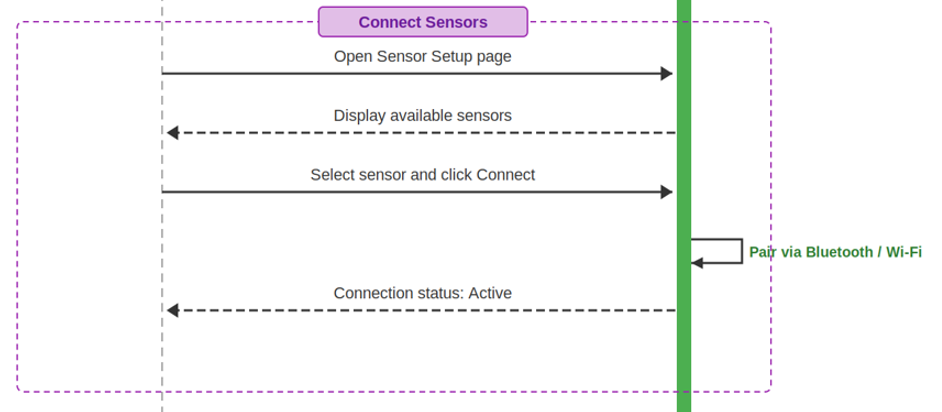 Connect Sensors
Open Sensor Setup page
Display available sensors
Select sensor and click Connect
Pair via Bluetooth / Wi-Fi
Connection status: Active